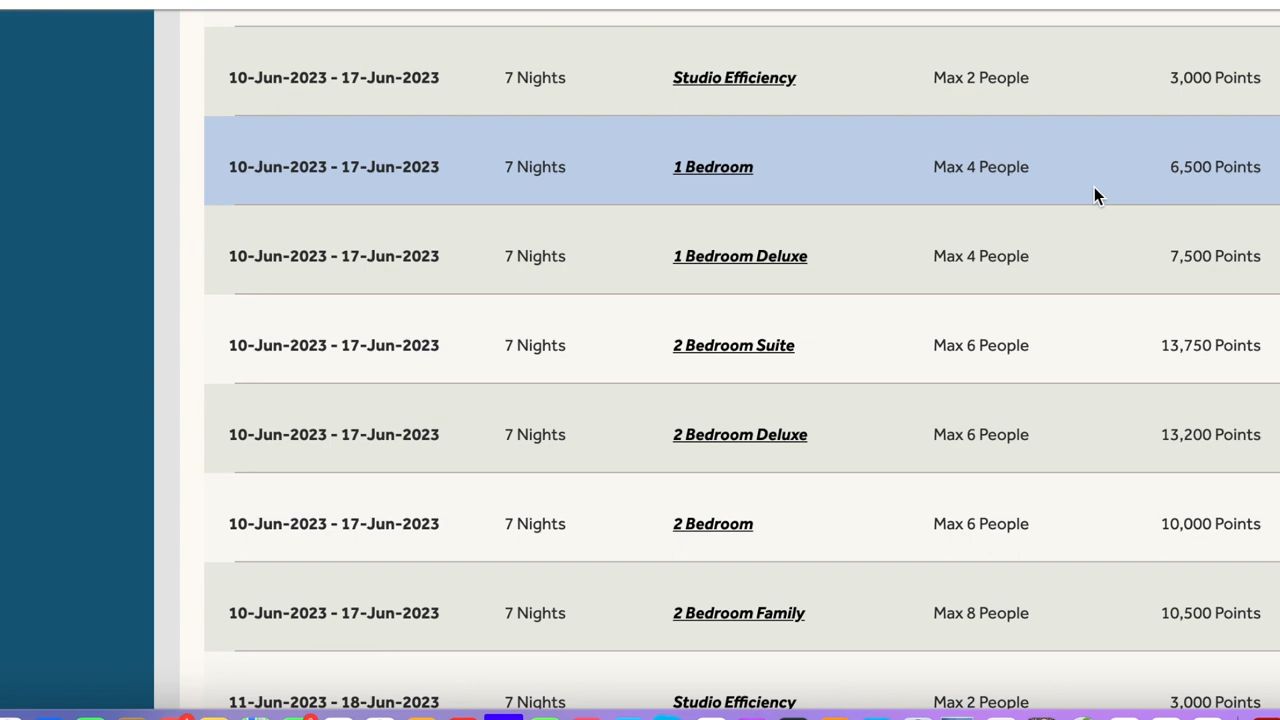 10-Jun-2023 - 17-Jun-2023 7 Nights Studio Efficiency Max 2 People 3,000 Points
10-Jun-2023 - 17-Jun-2023 7 Nights 1 Bedroom Max 4 People 6,500 Points
10-Jun-2023 - 17-Jun-2023 7 Nights 1 Bedroom Deluxe Max 4 People 7,500 Points
10-Jun-2023 - 17-Jun-2023 7 Nights 2 Bedroom Suite Max 6 People 13,750 Points
10-Jun-2023 - 17-Jun-2023 7 Nights 2 Bedroom Deluxe Max 6 People 13,200 Points
10-Jun-2023 - 17-Jun-2023 7 Nights 2 Bedroom Max 6 People 10,000 Points
10-Jun-2023 - 17-Jun-2023 7 Nights 2 Bedroom Family Max 8 People 10,500 Points
11-Jun-2023 - 18-Jun-2023 7 Nights Studio Efficiency Max 2 People 3,000 Points